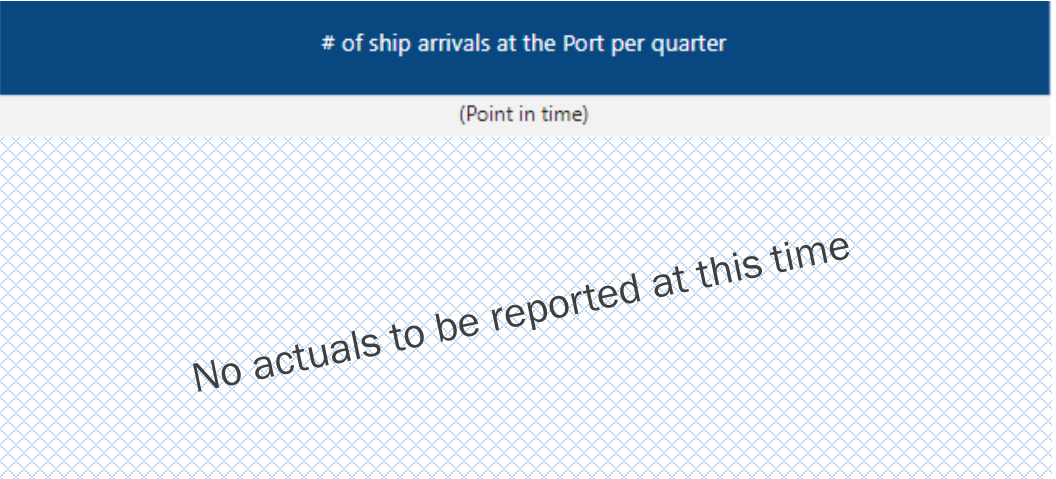 # of ship arrivals at the Port per quarter
(Point in time)
No actuals to be reported at this time